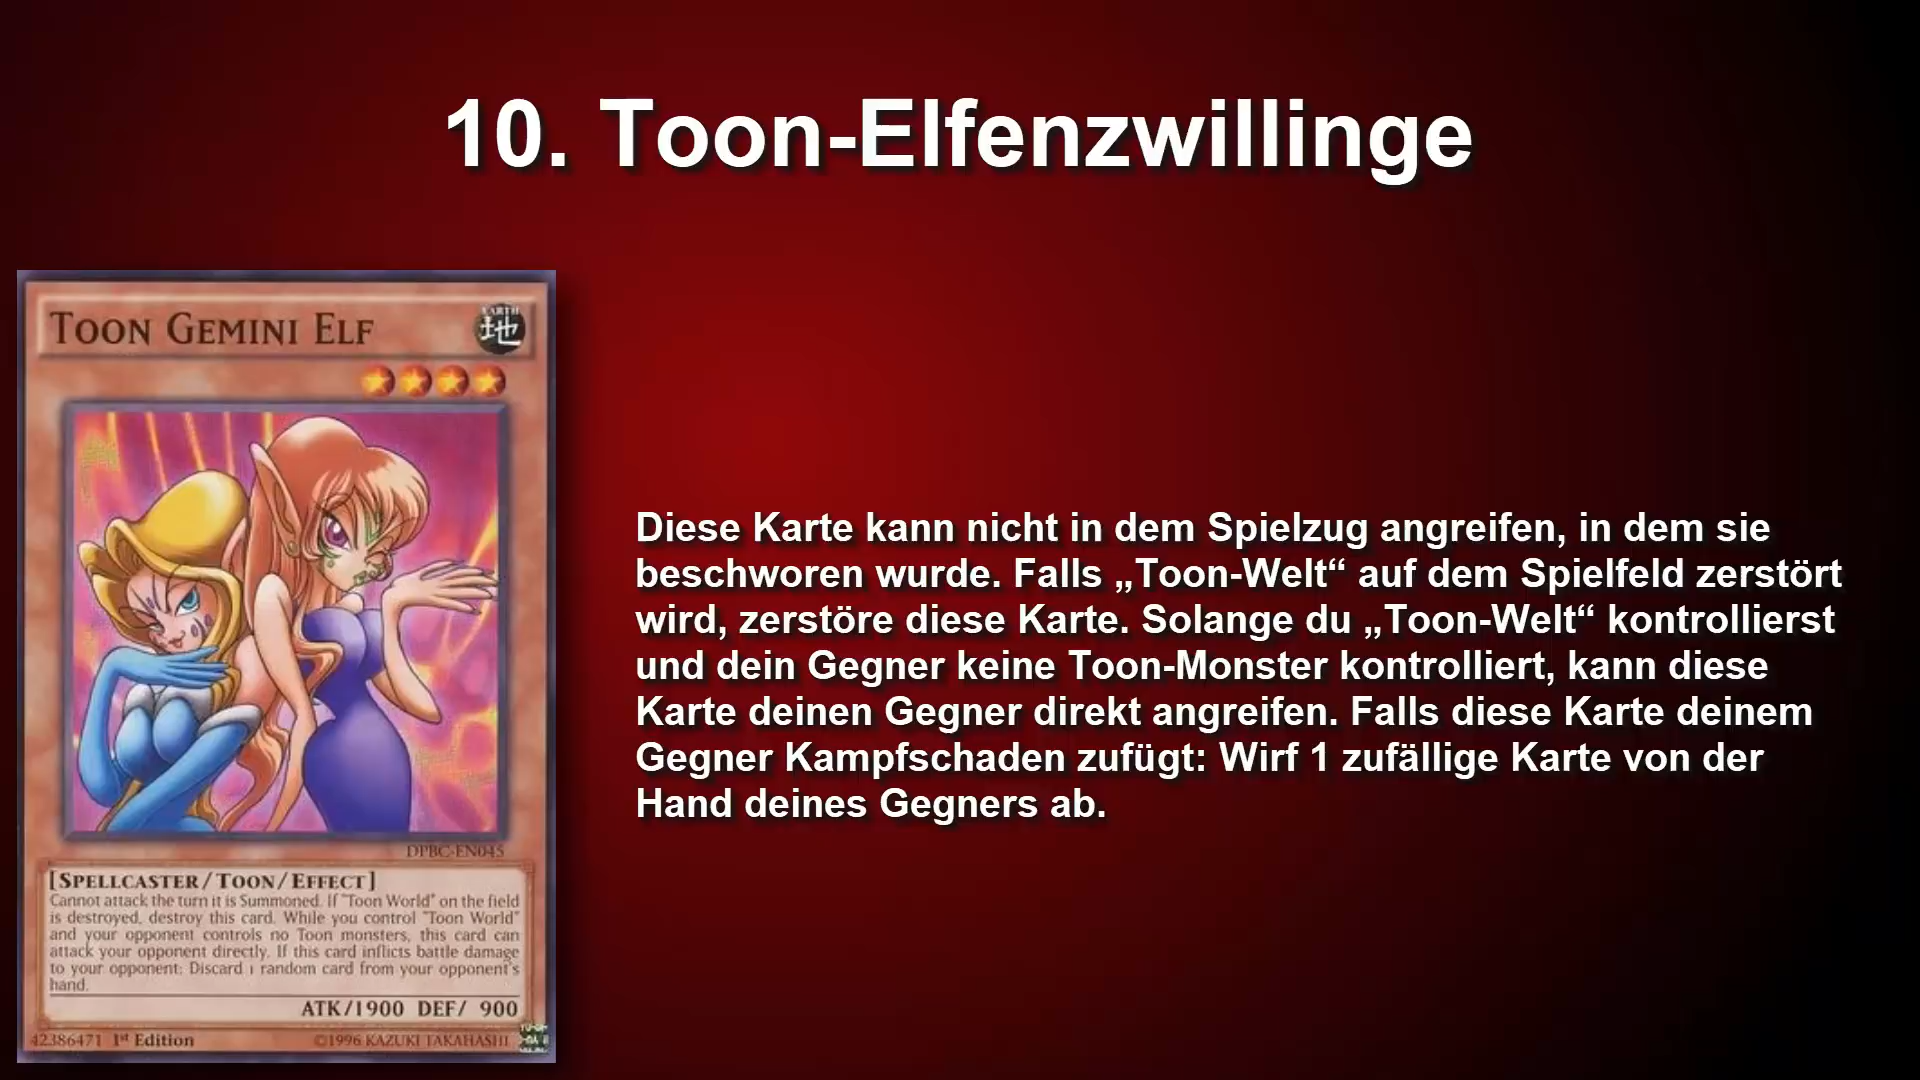 10. Toon-Elfenzwillinge
TOON GEMINI ELF
EARTH
地
Diese Karte kann nicht in dem Spielzug angreifen, in dem sie
beschworen wurde. Falls „Toon-Welt“ auf dem Spielfeld zerstört
wird, zerstöre diese Karte. Solange du „Toon-Welt“ kontrollierst
und dein Gegner keine Toon-Monster kontrolliert, kann diese
Karte deinen Gegner direkt angreifen. Falls diese Karte deinem
Gegner Kampfschaden zufügt: Wirf 1 zufällige Karte von der
Hand deines Gegners ab.
DPBC-EN045
[SPELLCASTER/TOON/EFFECT]
Cannot attack the turn it is Summoned. If "Toon World" on the field
is destroyed, destroy this card. While you control "Toon World"
and your opponent controls no Toon monsters, this card can
attack your opponent directly. If this card inflicts battle damage
to your opponent: Discard 1 random card from your opponent's
hand.
ATK/1900 DEF/ 900
42386471 1st Edition
©1996 KAZUKI TAKAHASHI